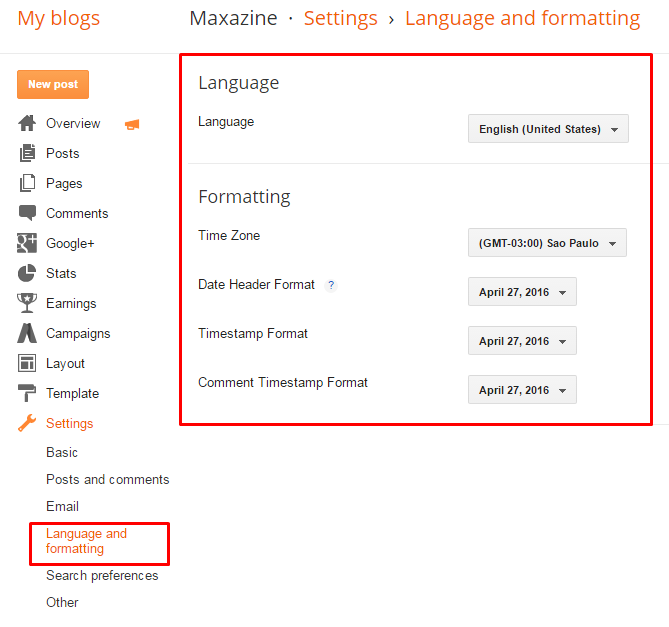 My blogs
Maxazine · Settings › Language and formatting
New post
Overview
Posts
Pages
Comments
Google+
Stats
Earnings
Campaigns
Layout
Template
Settings
Basic
Posts and comments
Email
Language and
formatting
Search preferences
Other
Language
Language
English (United States)
Formatting
Time Zone
(GMT-03:00) Sao Paulo
Date Header Format ?
April 27, 2016
Timestamp Format
April 27, 2016
Comment Timestamp Format
April 27, 2016